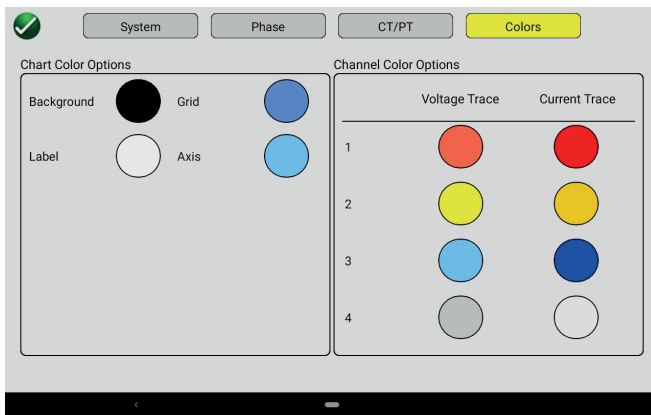 System Phase CT/PT Colors
Chart Color Options
Background Grid
Label Axis
Channel Color Options
Voltage Trace Current Trace
1
2
3
4